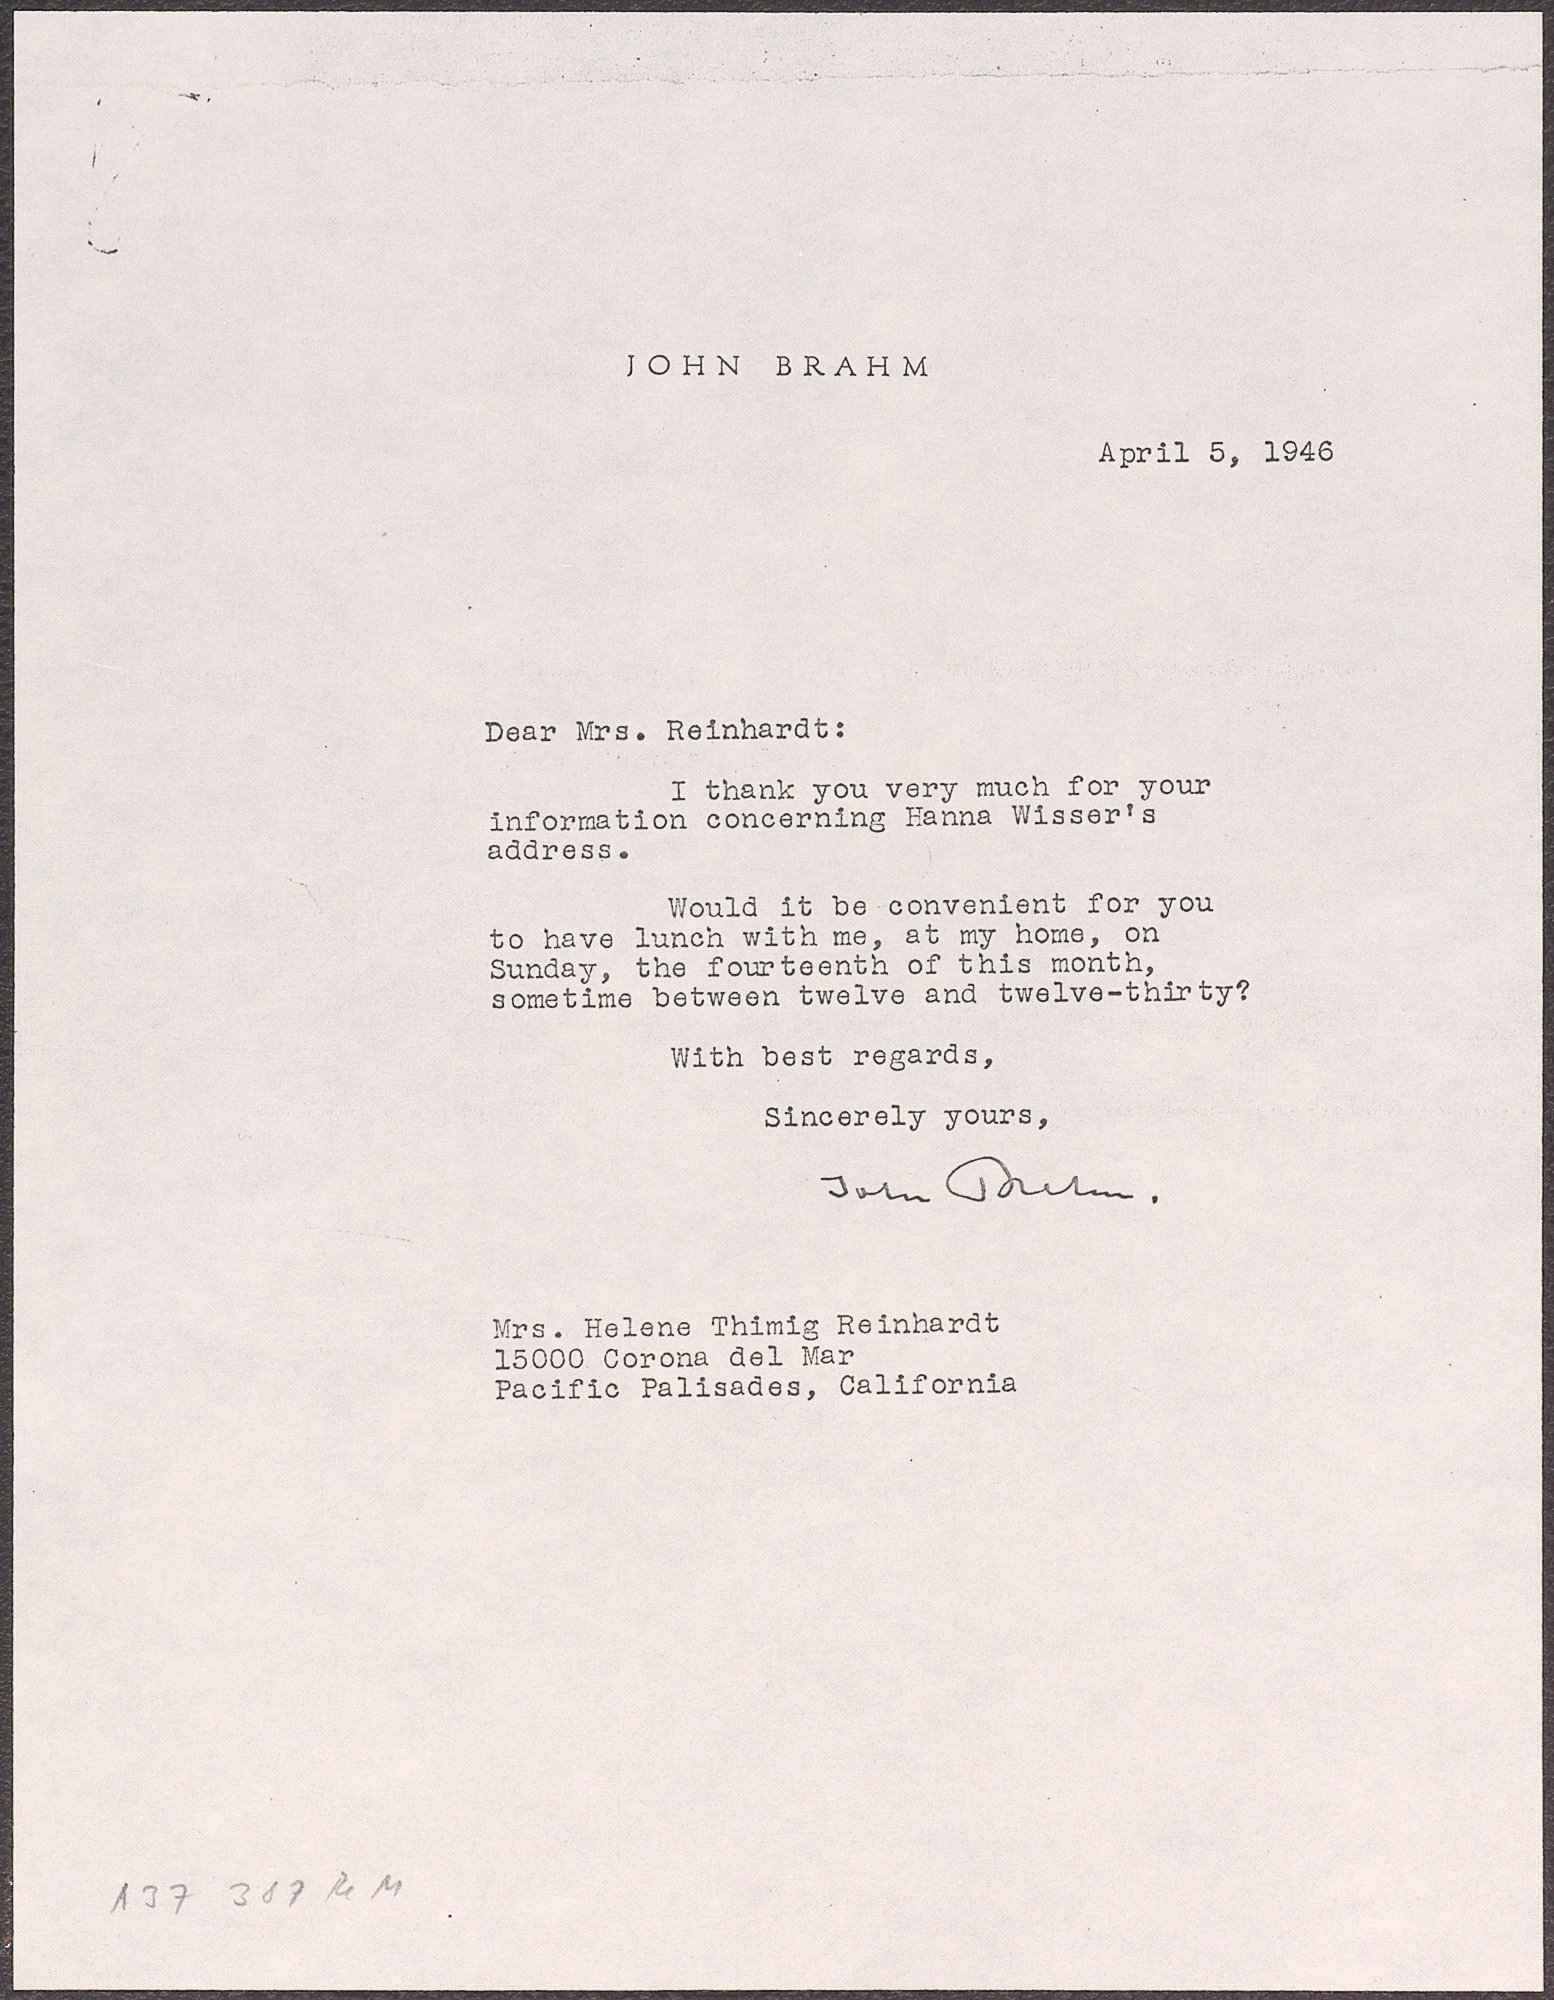 JOHN BRAHM
April 5, 1946
Dear Mrs. Reinhardt:
I thank you very much for your
information concerning Hanna Wisser's
address.
Would it be convenient for you
to have lunch with me, at my home, on
Sunday, the fourteenth of this month,
sometime between twelve and twelve-thirty?
With best regards,
Sincerely yours,
John Brahm.
Mrs. Helene Thimig Reinhardt
15000 Corona del Mar
Pacific Palisades, California
A37 387 Re M